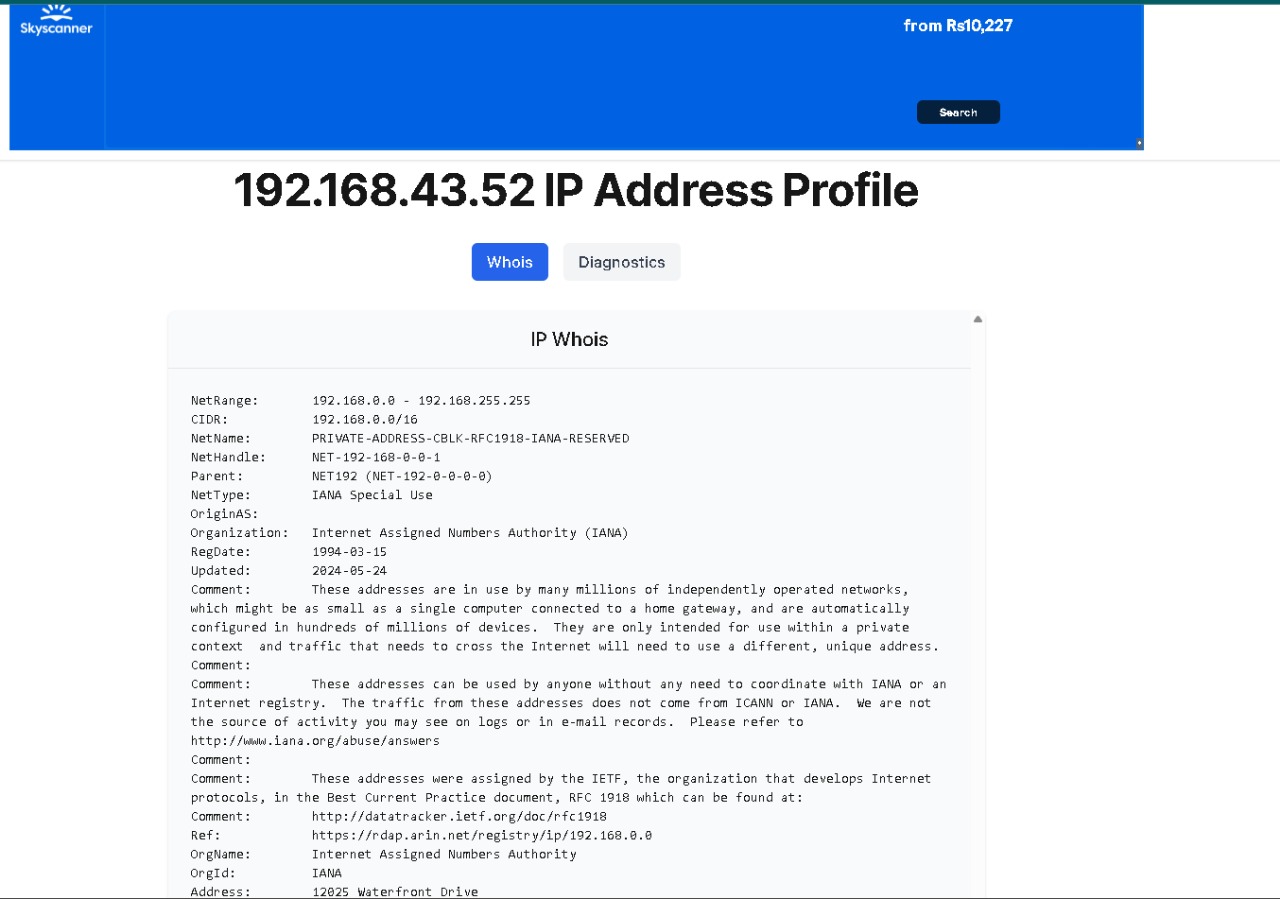 Skyscanner
from Rs10,227
Search
192.168.43.52 IP Address Profile
Whois
Diagnostics
IP Whois
NetRange: 192.168.0.0 - 192.168.255.255
CIDR: 192.168.0.0/16
NetName: PRIVATE-ADDRESS-CBLK-RFC1918-IANA-RESERVED
NetHandle: NET-192-168-0-0-1
Parent: NET192 (NET-192-0-0-0-0)
NetType: IANA Special Use
OriginAS:
Organization: Internet Assigned Numbers Authority (IANA)
RegDate: 1994-03-15
Updated: 2024-05-24
Comment: These addresses are in use by many millions of independently operated networks,
which might be as small as a single computer connected to a home gateway, and are automatically
configured in hundreds of millions of devices. They are only intended for use within a private
context and traffic that needs to cross the Internet will need to use a different, unique address.
Comment:
Comment: These addresses can be used by anyone without any need to coordinate with IANA or an
Internet registry. The traffic from these addresses does not come from ICANN or IANA. We are not
the source of activity you may see on logs or in e-mail records. Please refer to
http://www.iana.org/abuse/answers
Comment:
Comment: These addresses were assigned by the IETF, the organization that develops Internet
protocols, in the Best Current Practice document, RFC 1918 which can be found at:
Comment: http://datatracker.ietf.org/doc/rfc1918
Ref: https://rdap.arin.net/registry/ip/192.168.0.0
OrgName: Internet Assigned Numbers Authority
OrgId: IANA
Address: 12025 Waterfront Drive